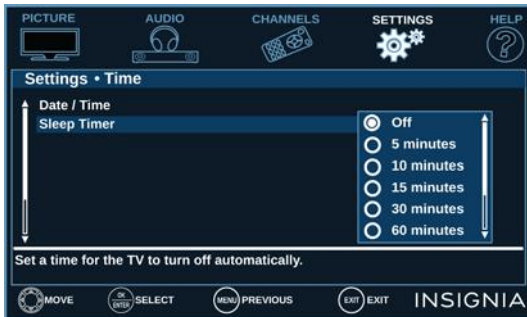 PICTURE AUDIO CHANNELS SETTINGS HELP
Settings • Time
Date / Time
Sleep Timer
Off
5 minutes
10 minutes
15 minutes
30 minutes
60 minutes
Set a time for the TV to turn off automatically.
MOVE OK ENTER SELECT MENU PREVIOUS EXIT EXIT INSIGNIA